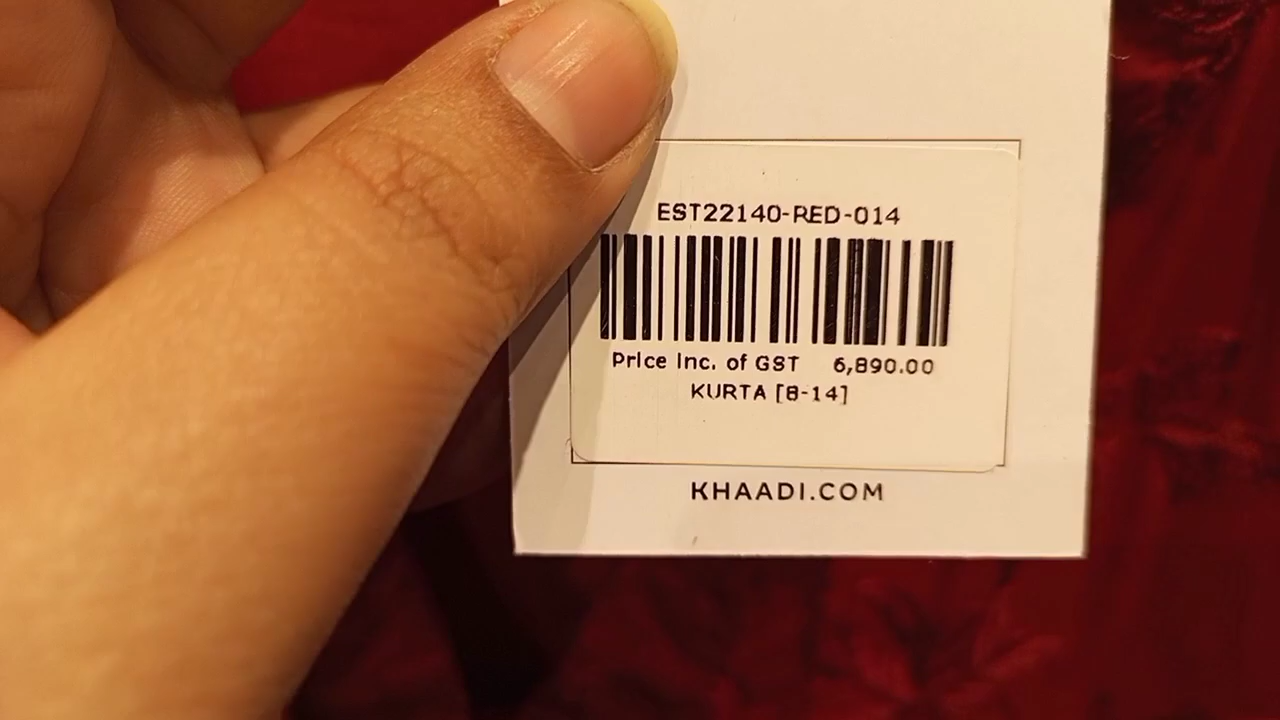 EST22140-RED-014
Price Inc. of GST 6,890.00
KURTA [8-14]
KHAADI.COM